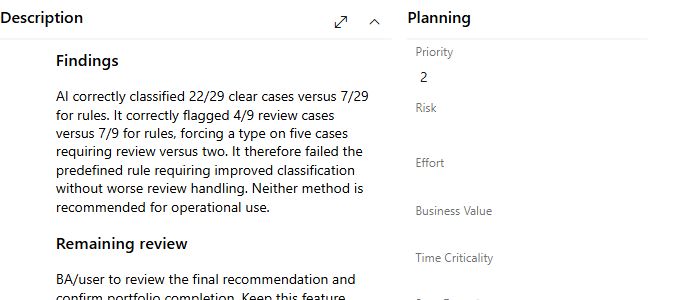 Description
Findings
AI correctly classified 22/29 clear cases versus 7/29
for rules. It correctly flagged 4/9 review cases
versus 7/9 for rules, forcing a type on five cases
requiring review versus two. It therefore failed the
predefined rule requiring improved classification
without worse review handling. Neither method is
recommended for operational use.
Remaining review
BA/user to review the final recommendation and
confirm portfolio completion. Keep this feature
Planning
Priority
2
Risk
Effort
Business Value
Time Criticality